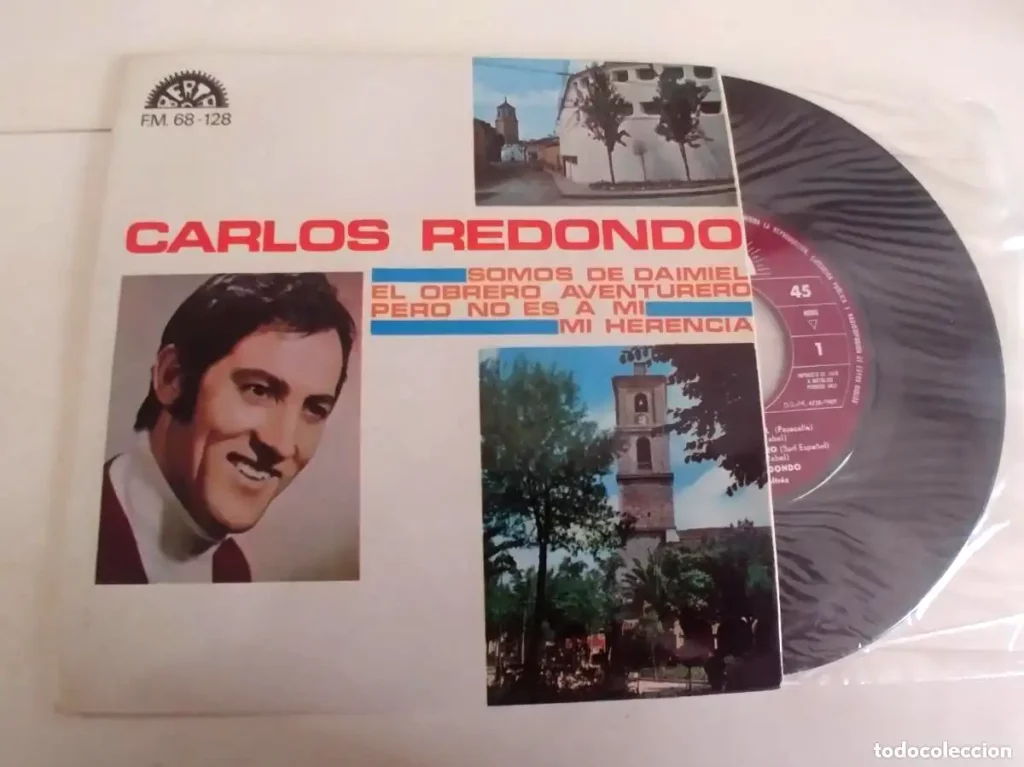 BERTA
F.M. 68-128
CARLOS REDONDO
SOMOS DE DAIMIEL
EL OBRERO AVENTURERO
PERO NO ES A MI
MI HERENCIA
45
1
(Pasacalle)
(Surf Español)
todocoleccion